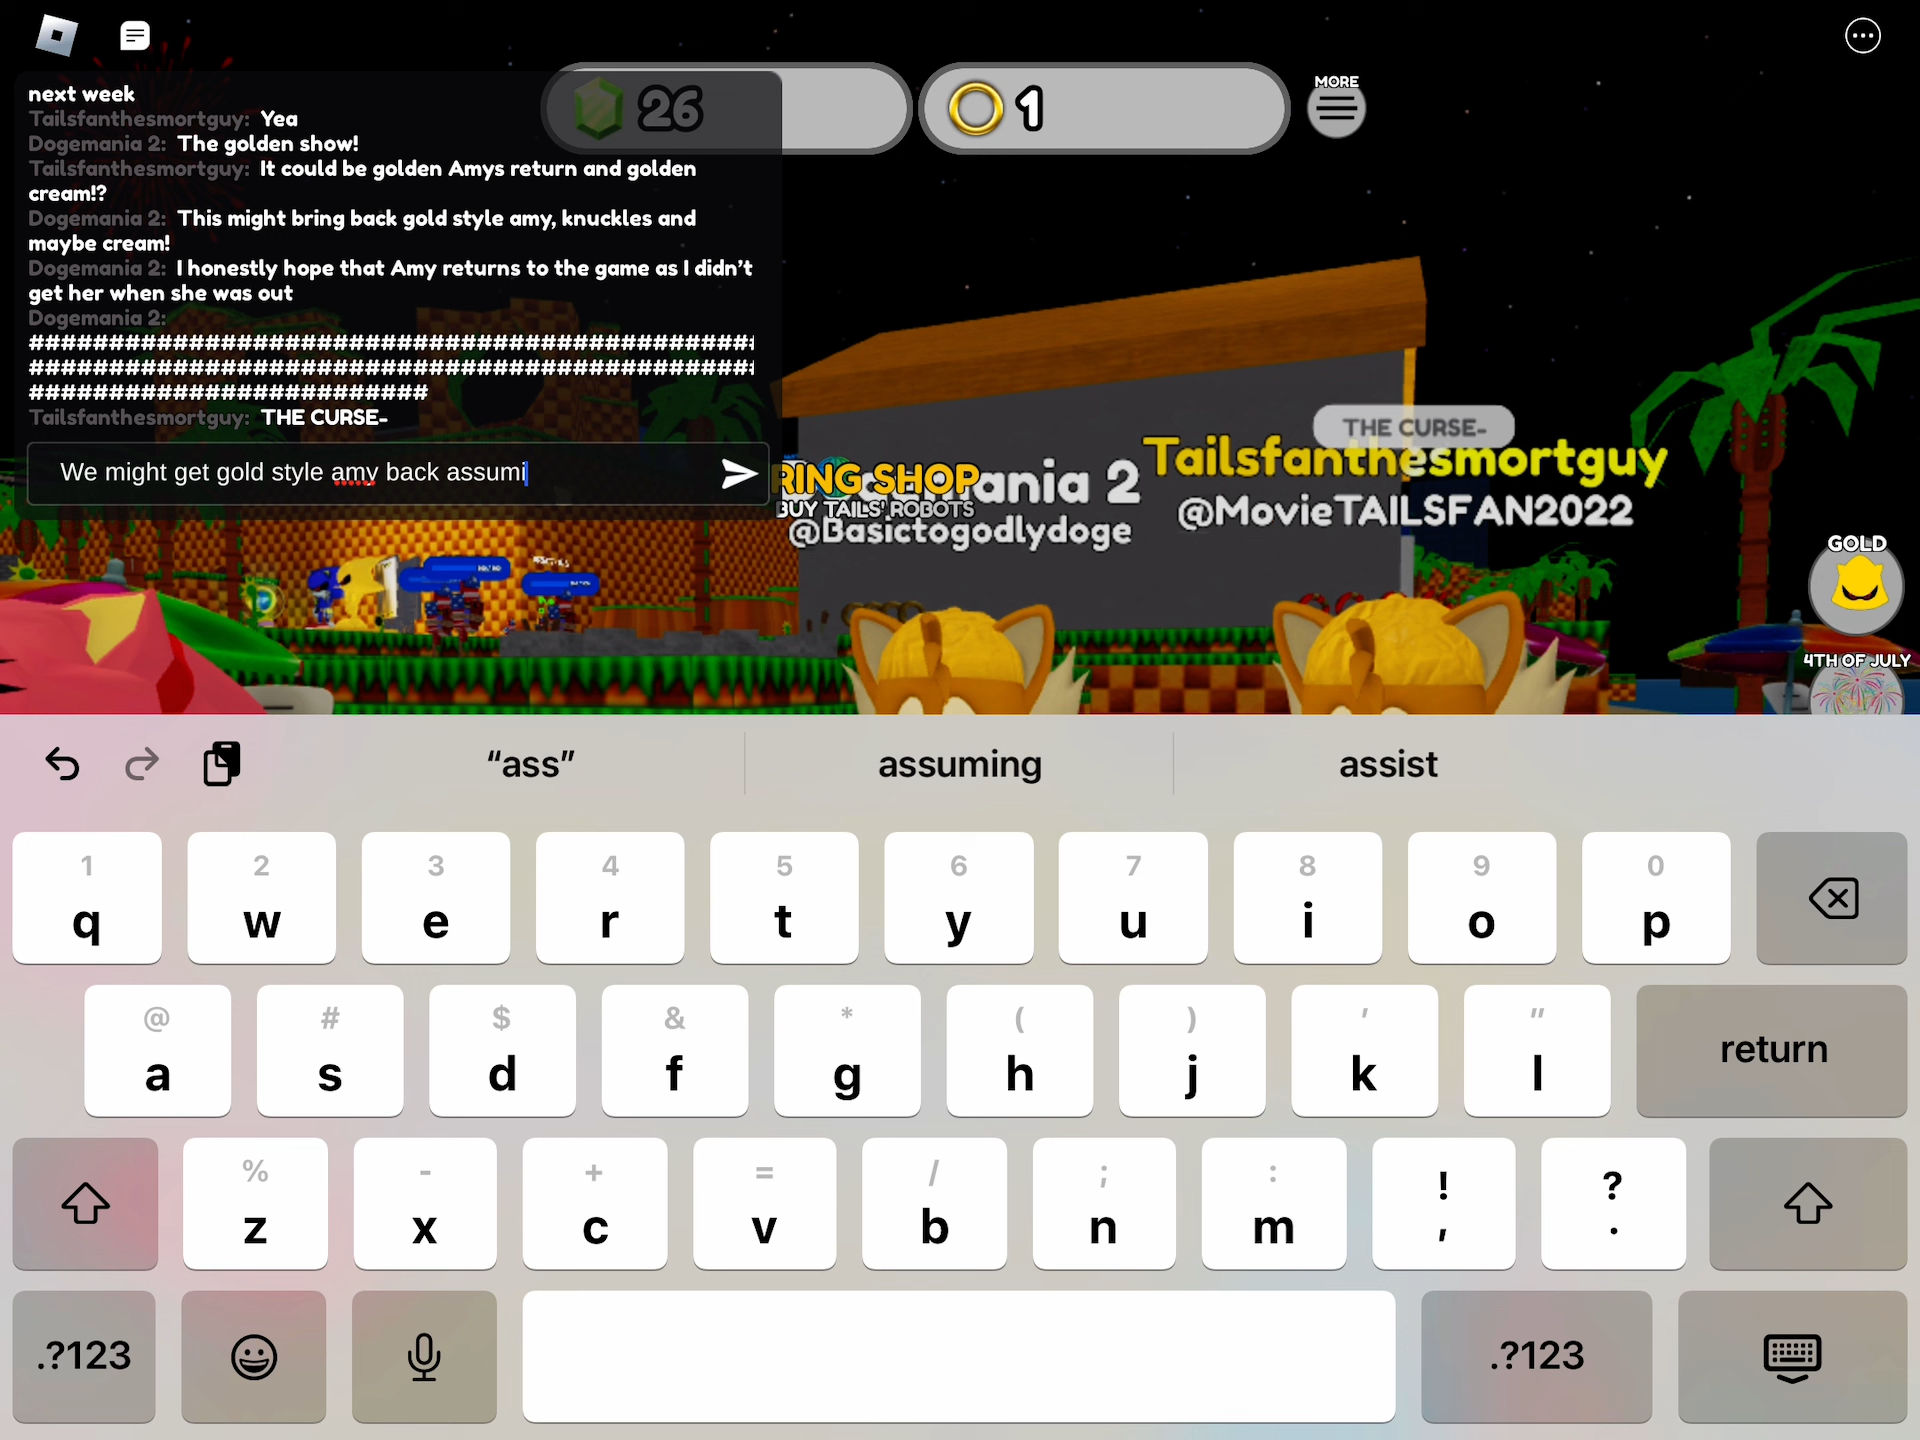 MORE
26
1
next week
Tailsfanthesmortguy: Yea
Dogemania 2: The golden show!
Tailsfanthesmortguy: It could be golden Amys return and golden
cream!?
Dogemania 2: This might bring back gold style amy, knuckles and
maybe cream!
Dogemania 2: I honestly hope that Amy returns to the game as I didn't
get her when she was out
Dogemania 2:
##############################################
##############################################
#########################
Tailsfanthesmortguy: THE CURSE-
We might get gold style amy back assumi
THE CURSE-
RING SHOP
BUY TAILS' ROBOTS
ania 2
@Basictogodlydoge
Tailsfanthesmortguy
@MovieTAILSFAN2022
GOLD
4TH OF JULY
“ass” assuming assist
1 2 3 4 5 6 7 8 9 0
q w e r t y u i o p
@ # $ & * ( ) ' "
a s d f g h j k l return
% - + = / ; : ! ?
z x c v b n m , .
.?123 .?123